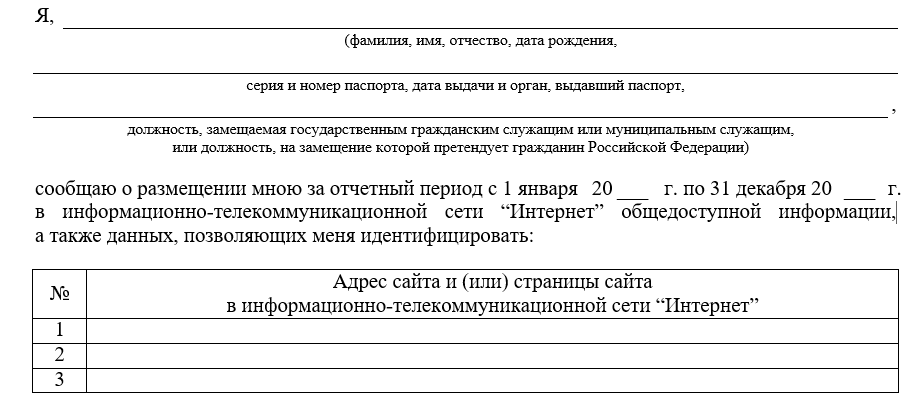 Я,
(фамилия, имя, отчество, дата рождения,
серия и номер паспорта, дата выдачи и орган, выдавший паспорт,
,
должность, замещаемая государственным гражданским служащим или муниципальным служащим,
или должность, на замещение которой претендует гражданин Российской Федерации)
сообщаю о размещении мною за отчетный период с 1 января 20 ___ г. по 31 декабря 20 ___ г.
в информационно-телекоммуникационной сети “Интернет” общедоступной информации,
а также данных, позволяющих меня идентифицировать:
№
Адрес сайта и (или) страницы сайта
в информационно-телекоммуникационной сети “Интернет”
1
2
3